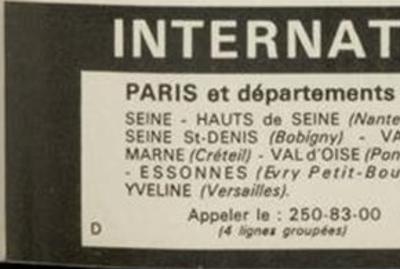 INTERNAT
PARIS et départements
SEINE - HAUTS de SEINE (Nante
SEINE St-DENIS (Bobigny) - VA
MARNE (Créteil) - VAL d'OISE (Pon
- ESSONNES (Evry Petit-Bou
YVELINE (Versailles).
Appeler le : 250-83-00
D (4 lignes groupées)